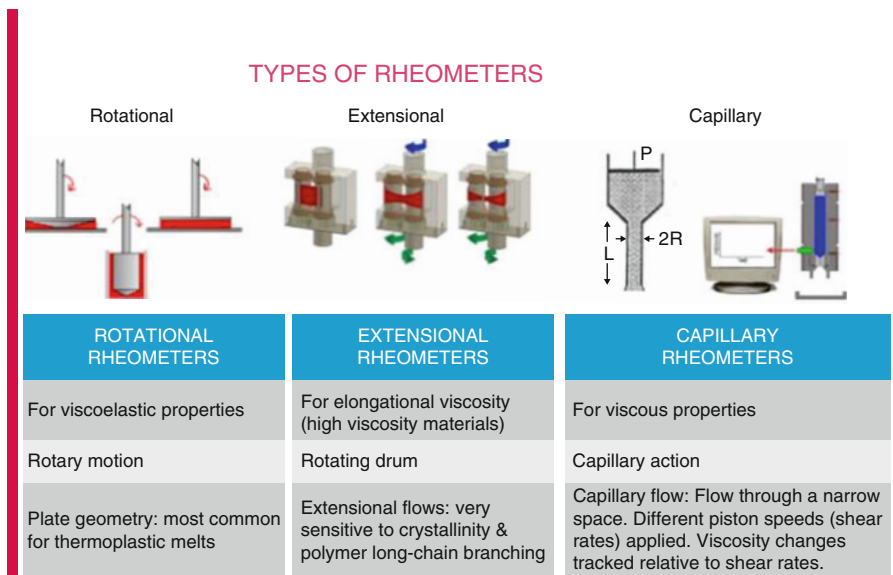 TYPES OF RHEOMETERS
Rotational
Extensional
Capillary
P
L
2R
ROTATIONAL
RHEOMETERS
EXTENSIONAL
RHEOMETERS
CAPILLARY
RHEOMETERS
For viscoelastic properties
For elongational viscosity
(high viscosity materials)
For viscous properties
Rotary motion
Rotating drum
Capillary action
Plate geometry: most common
for thermoplastic melts
Extensional flows: very
sensitive to crystallinity &
polymer long-chain branching
Capillary flow: Flow through a narrow
space. Different piston speeds (shear
rates) applied. Viscosity changes
tracked relative to shear rates.